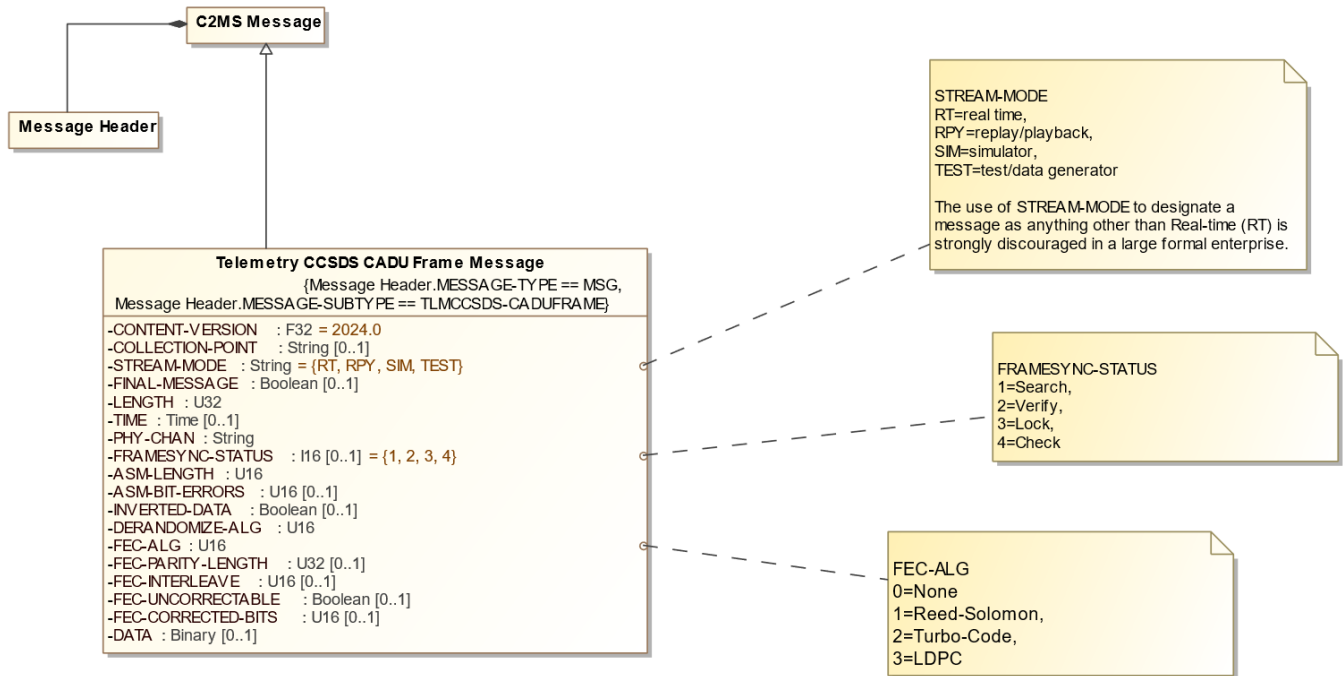 C2MS Message
Message Header
STREAM-MODE
RT=real time,
RPY=replay/playback,
SIM=simulator,
TEST=test/data generator
The use of STREAM-MODE to designate a
message as anything other than Real-time (RT) is
strongly discouraged in a large formal enterprise.
Telemetry CCSDS CADU Frame Message
{Message Header.MESSAGE-TYPE == MSG,
Message Header.MESSAGE-SUBTYPE == TLMCCSDS-CADUFRAME}
-CONTENT-VERSION : F32 = 2024.0
-COLLECTION-POINT : String [0..1]
-STREAM-MODE : String = {RT, RPY, SIM, TEST}
-FINAL-MESSAGE : Boolean [0..1]
-LENGTH : U32
-TIME : Time [0..1]
-PHY-CHAN : String
-FRAMESYNC-STATUS : I16 [0..1] = {1, 2, 3, 4}
-ASM-LENGTH : U16
-ASM-BIT-ERRORS : U16 [0..1]
-INVERTED-DATA : Boolean [0..1]
-DERANDOMIZE-ALG : U16
-FEC-ALG : U16
-FEC-PARITY-LENGTH : U32 [0..1]
-FEC-INTERLEAVE : U16 [0..1]
-FEC-UNCORRECTABLE : Boolean [0..1]
-FEC-CORRECTED-BITS : U16 [0..1]
-DATA : Binary [0..1]
FRAMESYNC-STATUS
1=Search,
2=Verify,
3=Lock,
4=Check
FEC-ALG
0=None
1=Reed-Solomon,
2=Turbo-Code,
3=LDPC